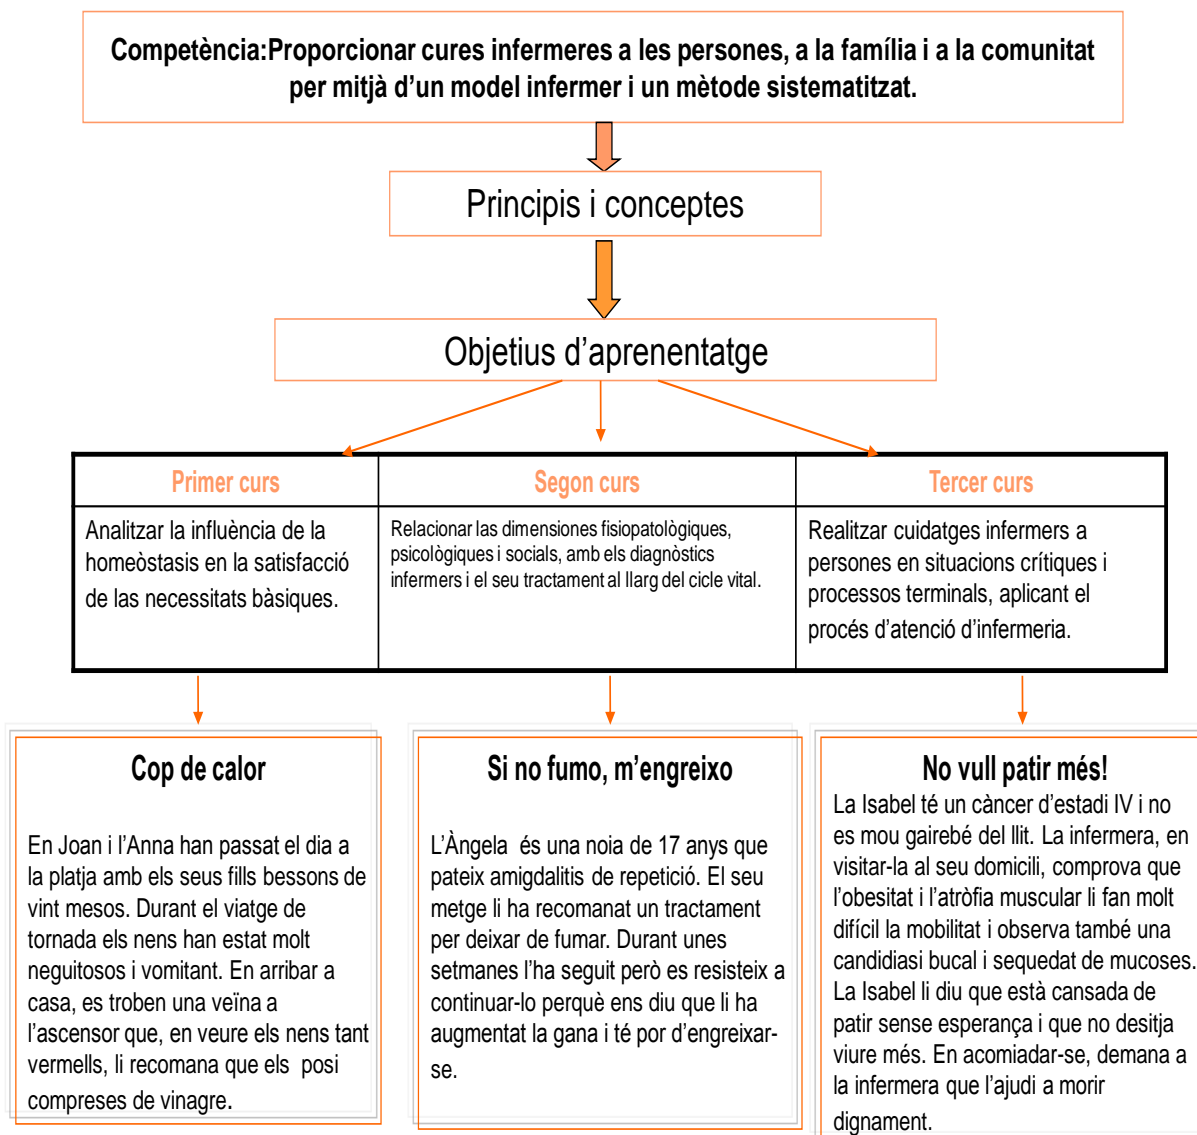 Competència:Proporcionar cures infermeres a les persones, a la família i a la comunitat
per mitjà d’un model infermer i un mètode sistematitzat.
Principis i conceptes
Objetius d’aprenentatge
Primer curs
Analitzar la influència de la
homeòstasis en la satisfacció
de las necessitats bàsiques.
Segon curs
Relacionar las dimensiones fisiopatològiques,
psicològiques i socials, amb els diagnòstics
infermers i el seu tractament al llarg del cicle vital.
Tercer curs
Realitzar cuidatges infermers a
persones en situacions crítiques i
processos terminals, aplicant el
procés d’atenció d’infermeria.
Cop de calor
En Joan i l’Anna han passat el dia a
la platja amb els seus fills bessons de
vint mesos. Durant el viatge de
tornada els nens han estat molt
neguitosos i vomitant. En arribar a
casa, es troben una veïna a
l’ascensor que, en veure els nens tant
vermells, li recomana que els posi
compreses de vinagre.
Si no fumo, m’engreixo
L’Àngela és una noia de 17 anys que
pateix amigdalitis de repetició. El seu
metge li ha recomanat un tractament
per deixar de fumar. Durant unes
setmanes l’ha seguit però es resisteix a
continuar-lo perquè ens diu que li ha
augmentat la gana i té por d’engreixar-
se.
No vull patir més!
La Isabel té un càncer d’estadi IV i no
es mou gairebé del llit. La infermera, en
visitar-la al seu domicili, comprova que
l’obesitat i l’atròfia muscular li fan molt
difícil la mobilitat i observa també una
candidiasi bucal i sequedat de mucoses.
La Isabel li diu que està cansada de
patir sense esperança i que no desitja
viure més. En acomiadar-se, demana a
la infermera que l’ajudi a morir
dignament.